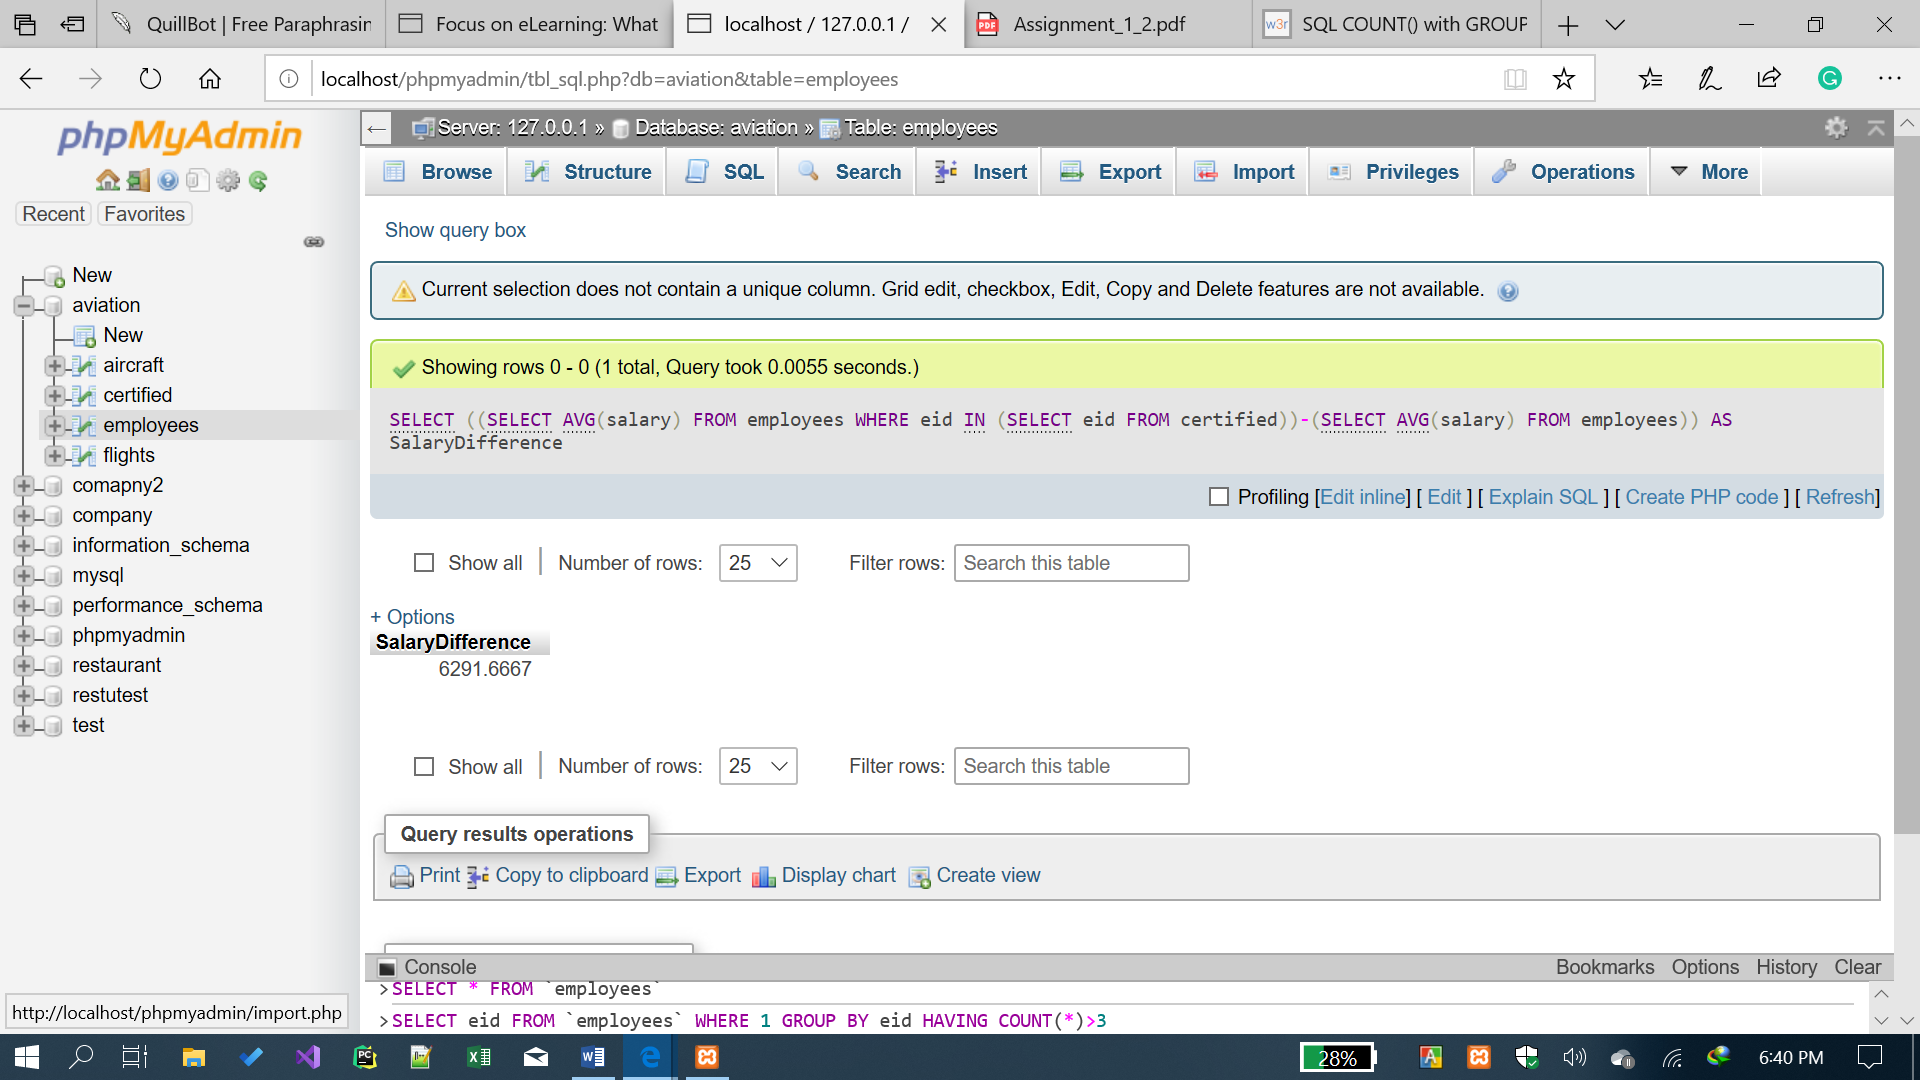 QuillBot | Free Paraphrasin
Focus on eLearning: What
localhost / 127.0.0.1 /
PDF
Assignment_1_2.pdf
w3r
SQL COUNT() with GROUP
localhost/phpmyadmin/tbl_sql.php?db=aviation&table=employees
G
phpMyAdmin
Recent Favorites
New
aviation
New
aircraft
certified
employees
flights
comapny2
company
information_schema
mysql
performance_schema
phpmyadmin
restaurant
restutest
test
http://localhost/phpmyadmin/import.php
Server: 127.0.0.1 » Database: aviation » Table: employees
Browse Structure SQL Search Insert Export Import Privileges Operations More
Show query box
Current selection does not contain a unique column. Grid edit, checkbox, Edit, Copy and Delete features are not available.
Showing rows 0 - 0 (1 total, Query took 0.0055 seconds.)
SELECT ((SELECT AVG(salary) FROM employees WHERE eid IN (SELECT eid FROM certified))-(SELECT AVG(salary) FROM employees)) AS
SalaryDifference
Profiling [Edit inline] [ Edit ] [ Explain SQL ] [ Create PHP code ] [ Refresh]
Show all | Number of rows: 25 Filter rows: Search this table
+ Options
SalaryDifference
6291.6667
Show all | Number of rows: 25 Filter rows: Search this table
Query results operations
Print Copy to clipboard Export Display chart Create view
Console Bookmarks Options History Clear
>SELECT * FROM `employees`
>SELECT eid FROM `employees` WHERE 1 GROUP BY eid HAVING COUNT(*)>3
28% 6:40 PM